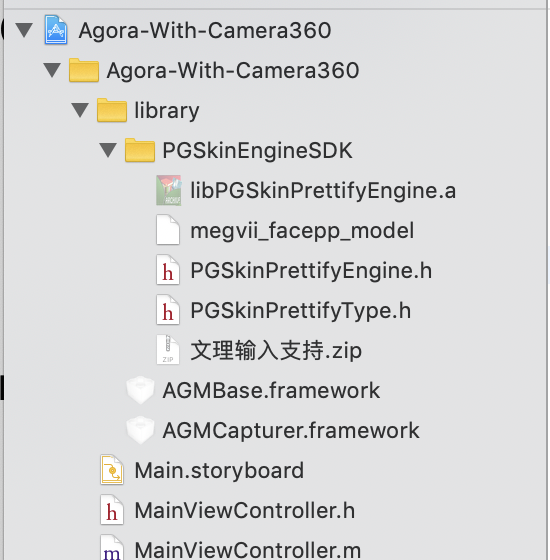 Agora-With-Camera360
Agora-With-Camera360
library
PGSkinEngineSDK
libPGSkinPrettifyEngine.a
megvii_facepp_model
h PGSkinPrettifyEngine.h
h PGSkinPrettifyType.h
ZIP 文理输入支持.zip
AGMBase.framework
AGMCapturer.framework
Main.storyboard
h MainViewController.h
m MainViewController.m